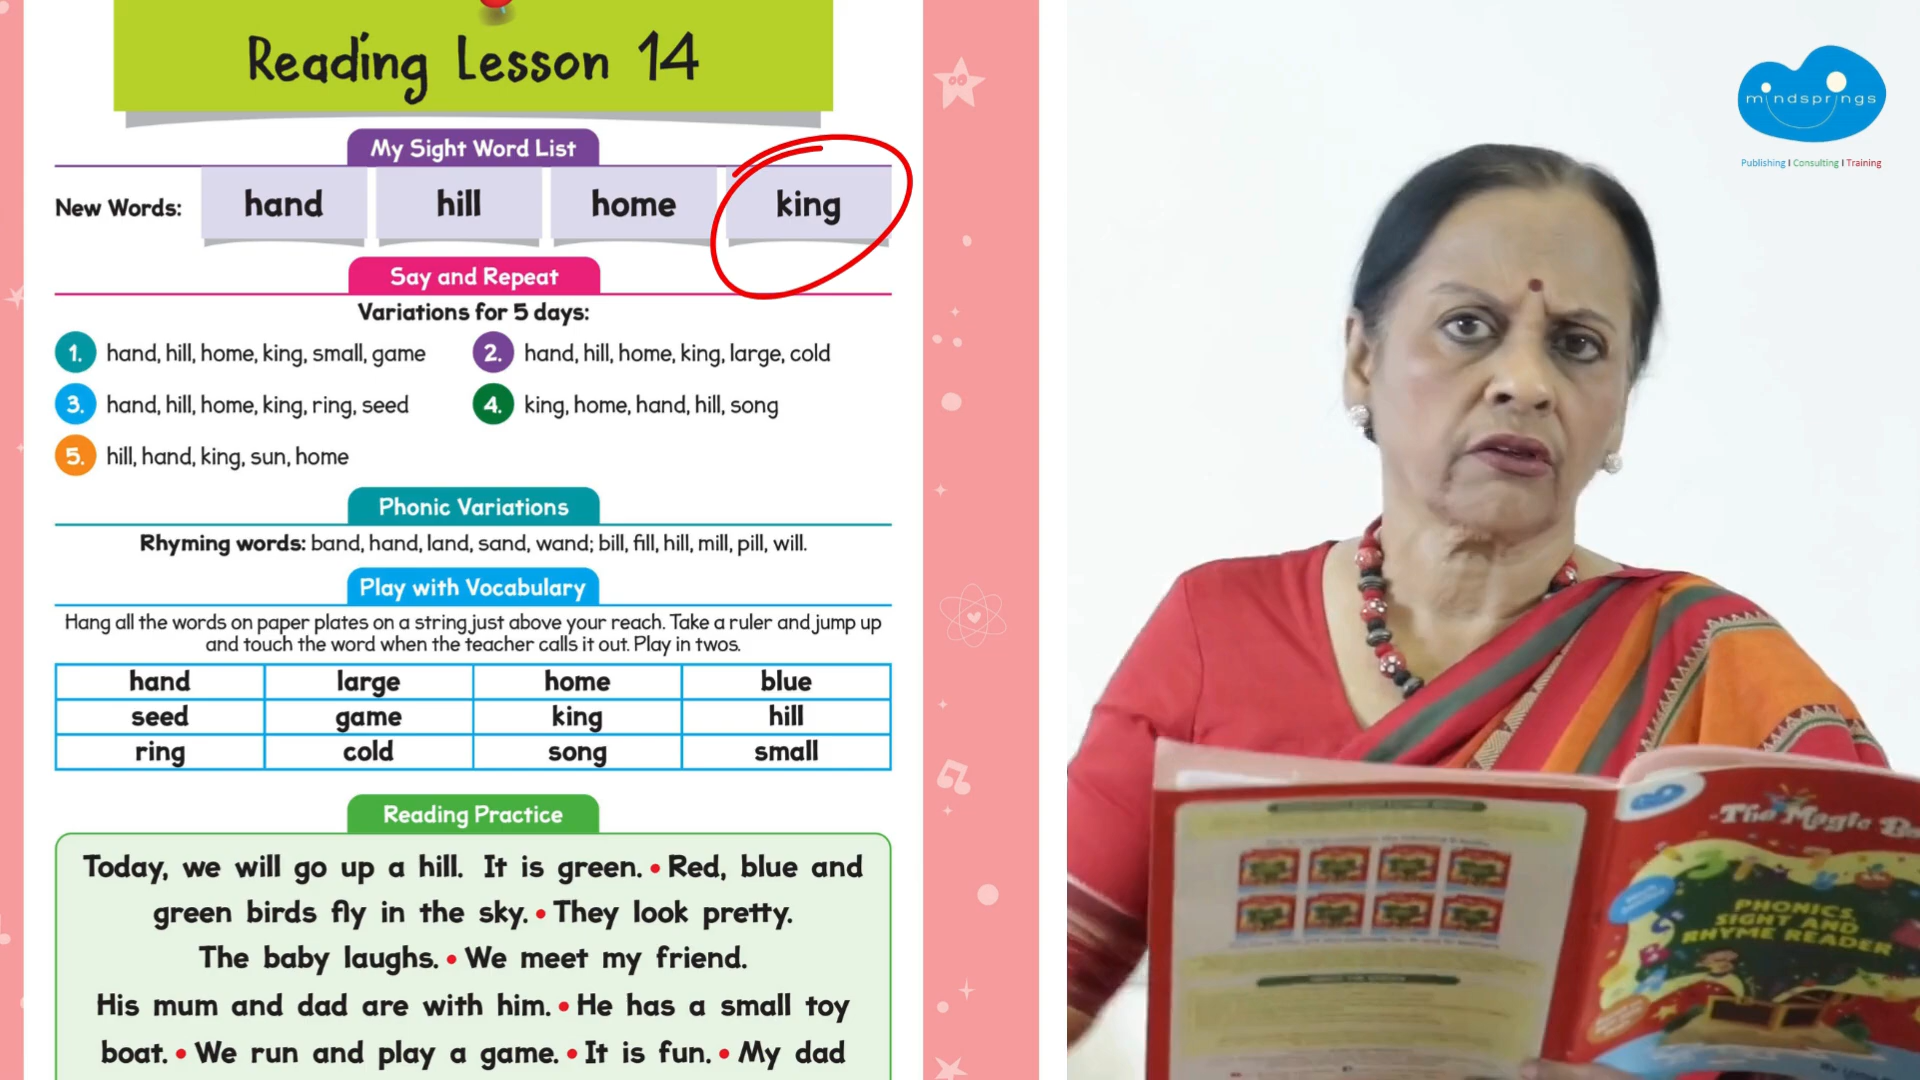 Reading Lesson 14
My Sight Word List
New Words: hand hill home king
Say and Repeat
Variations for 5 days:
1. hand, hill, home, king, small, game
2. hand, hill, home, king, large, cold
3. hand, hill, home, king, ring, seed
4. king, home, hand, hill, song
5. hill, hand, king, sun, home
Phonic Variations
Rhyming words: band, hand, land, sand, wand; bill, fill, hill, mill, pill, will.
Play with Vocabulary
Hang all the words on paper plates on a string just above your reach. Take a ruler and jump up
and touch the word when the teacher calls it out. Play in twos.
hand large home blue
seed game king hill
ring cold song small
Reading Practice
Today, we will go up a hill. It is green. • Red, blue and
green birds fly in the sky. • They look pretty.
The baby laughs. • We meet my friend.
His mum and dad are with him. • He has a small toy
boat. • We run and play a game. • It is fun. • My dad
mindsprings
Publishing I Consulting I Training
The Magic
PHONICS,
SIGHT AND
RHYME READER